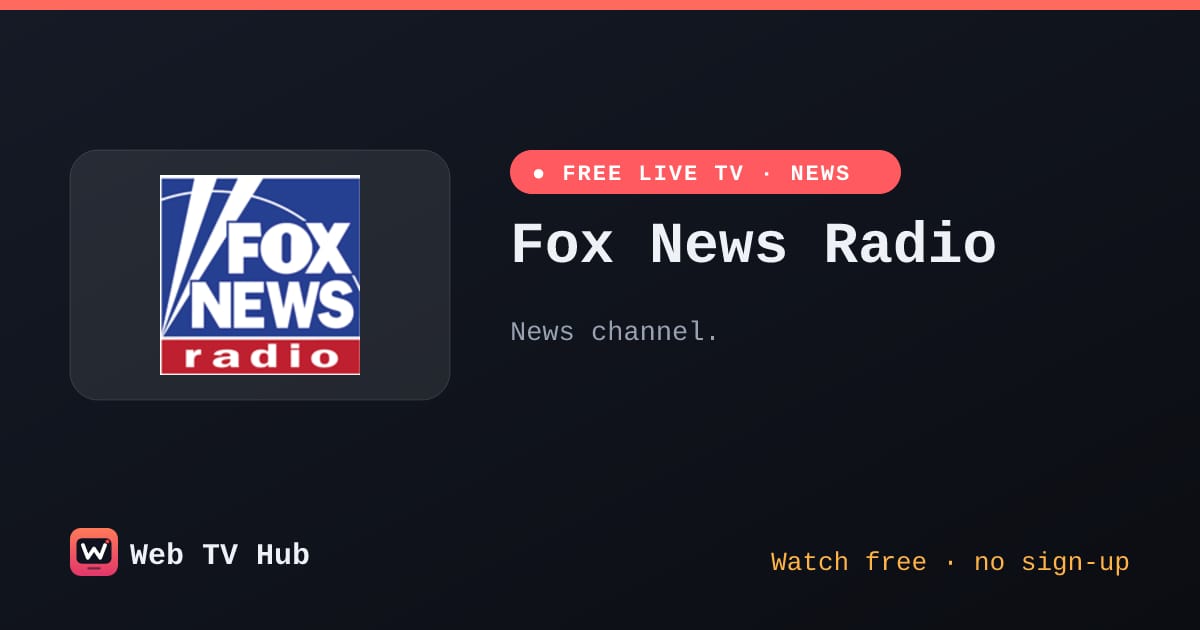 FOX
NEWS
radio
● FREE LIVE TV · NEWS
Fox News Radio
News channel.
W
Web TV Hub
Watch free · no sign-up